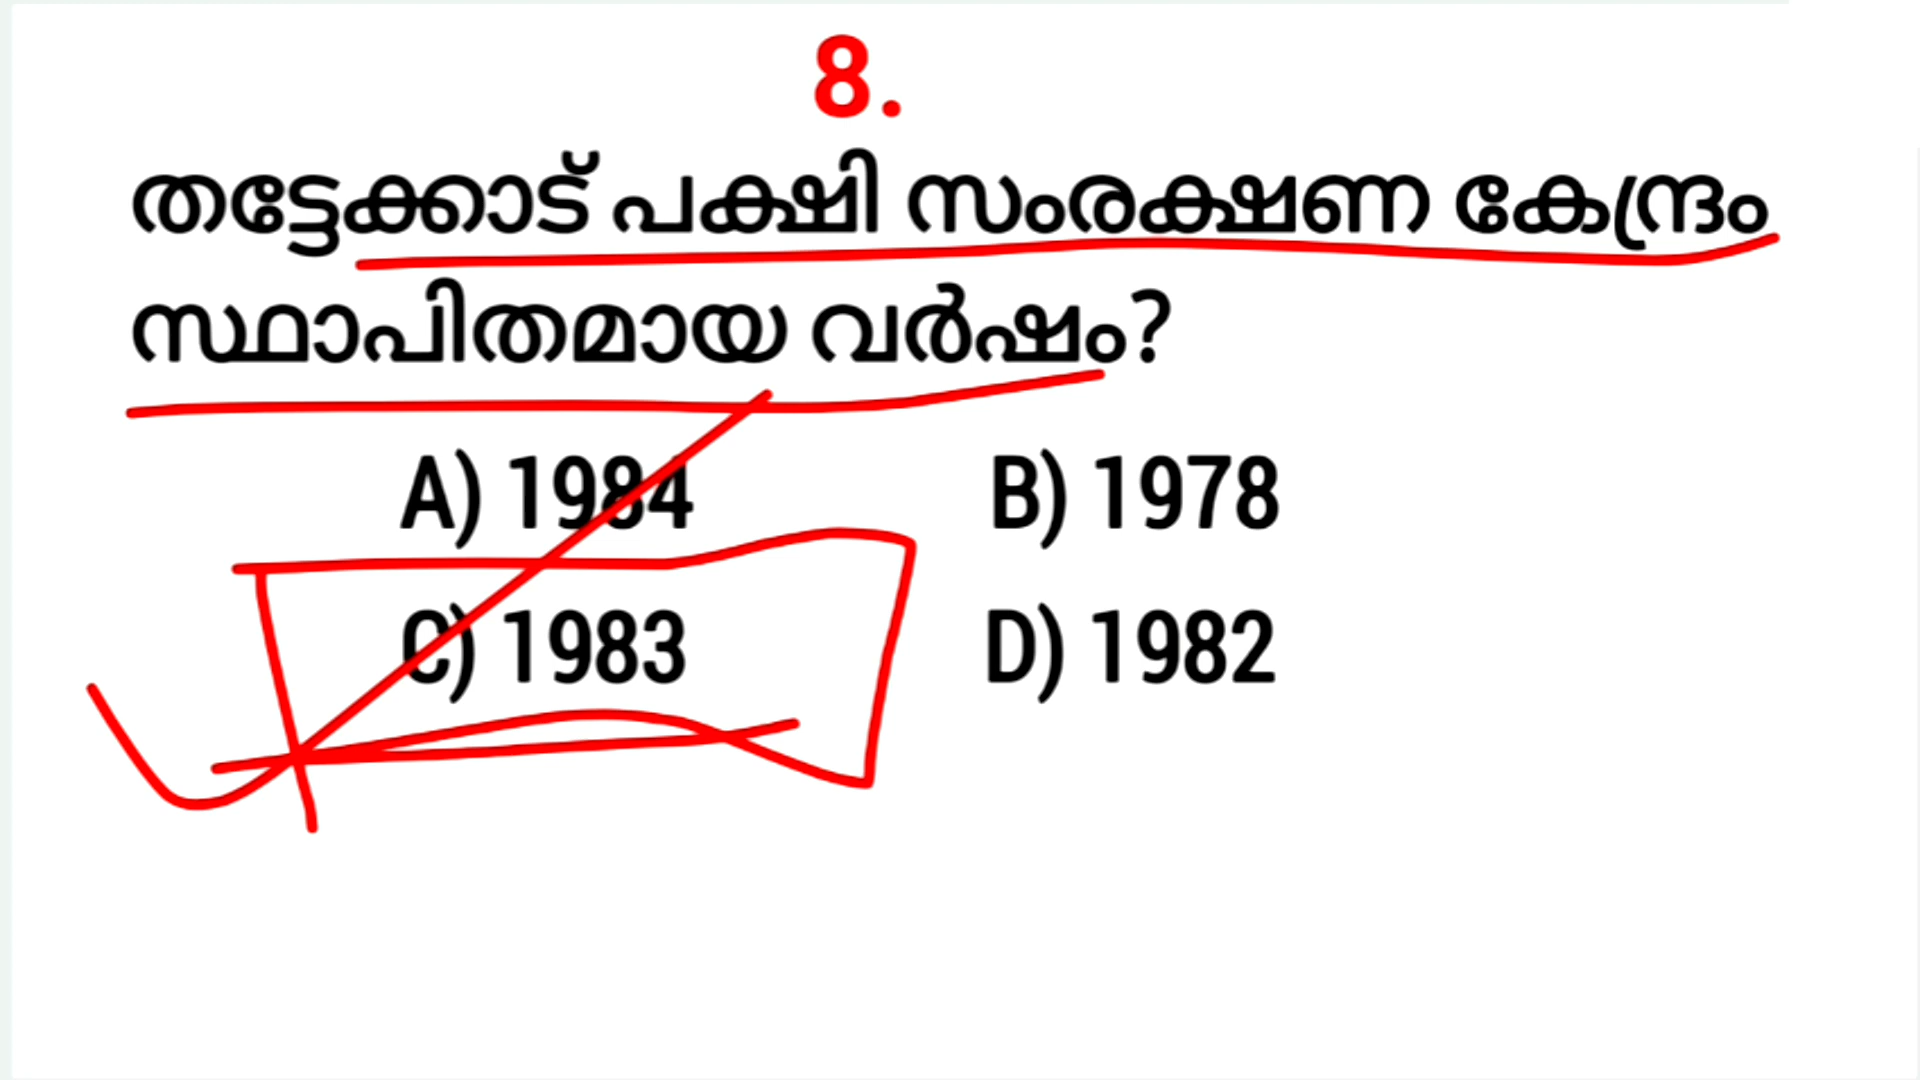 8.
തട്ടേക്കാട് പക്ഷി സംരക്ഷണ കേന്ദ്രം
സ്ഥാപിതമായ വർഷം?
A) 1984 B) 1978
C) 1983 D) 1982